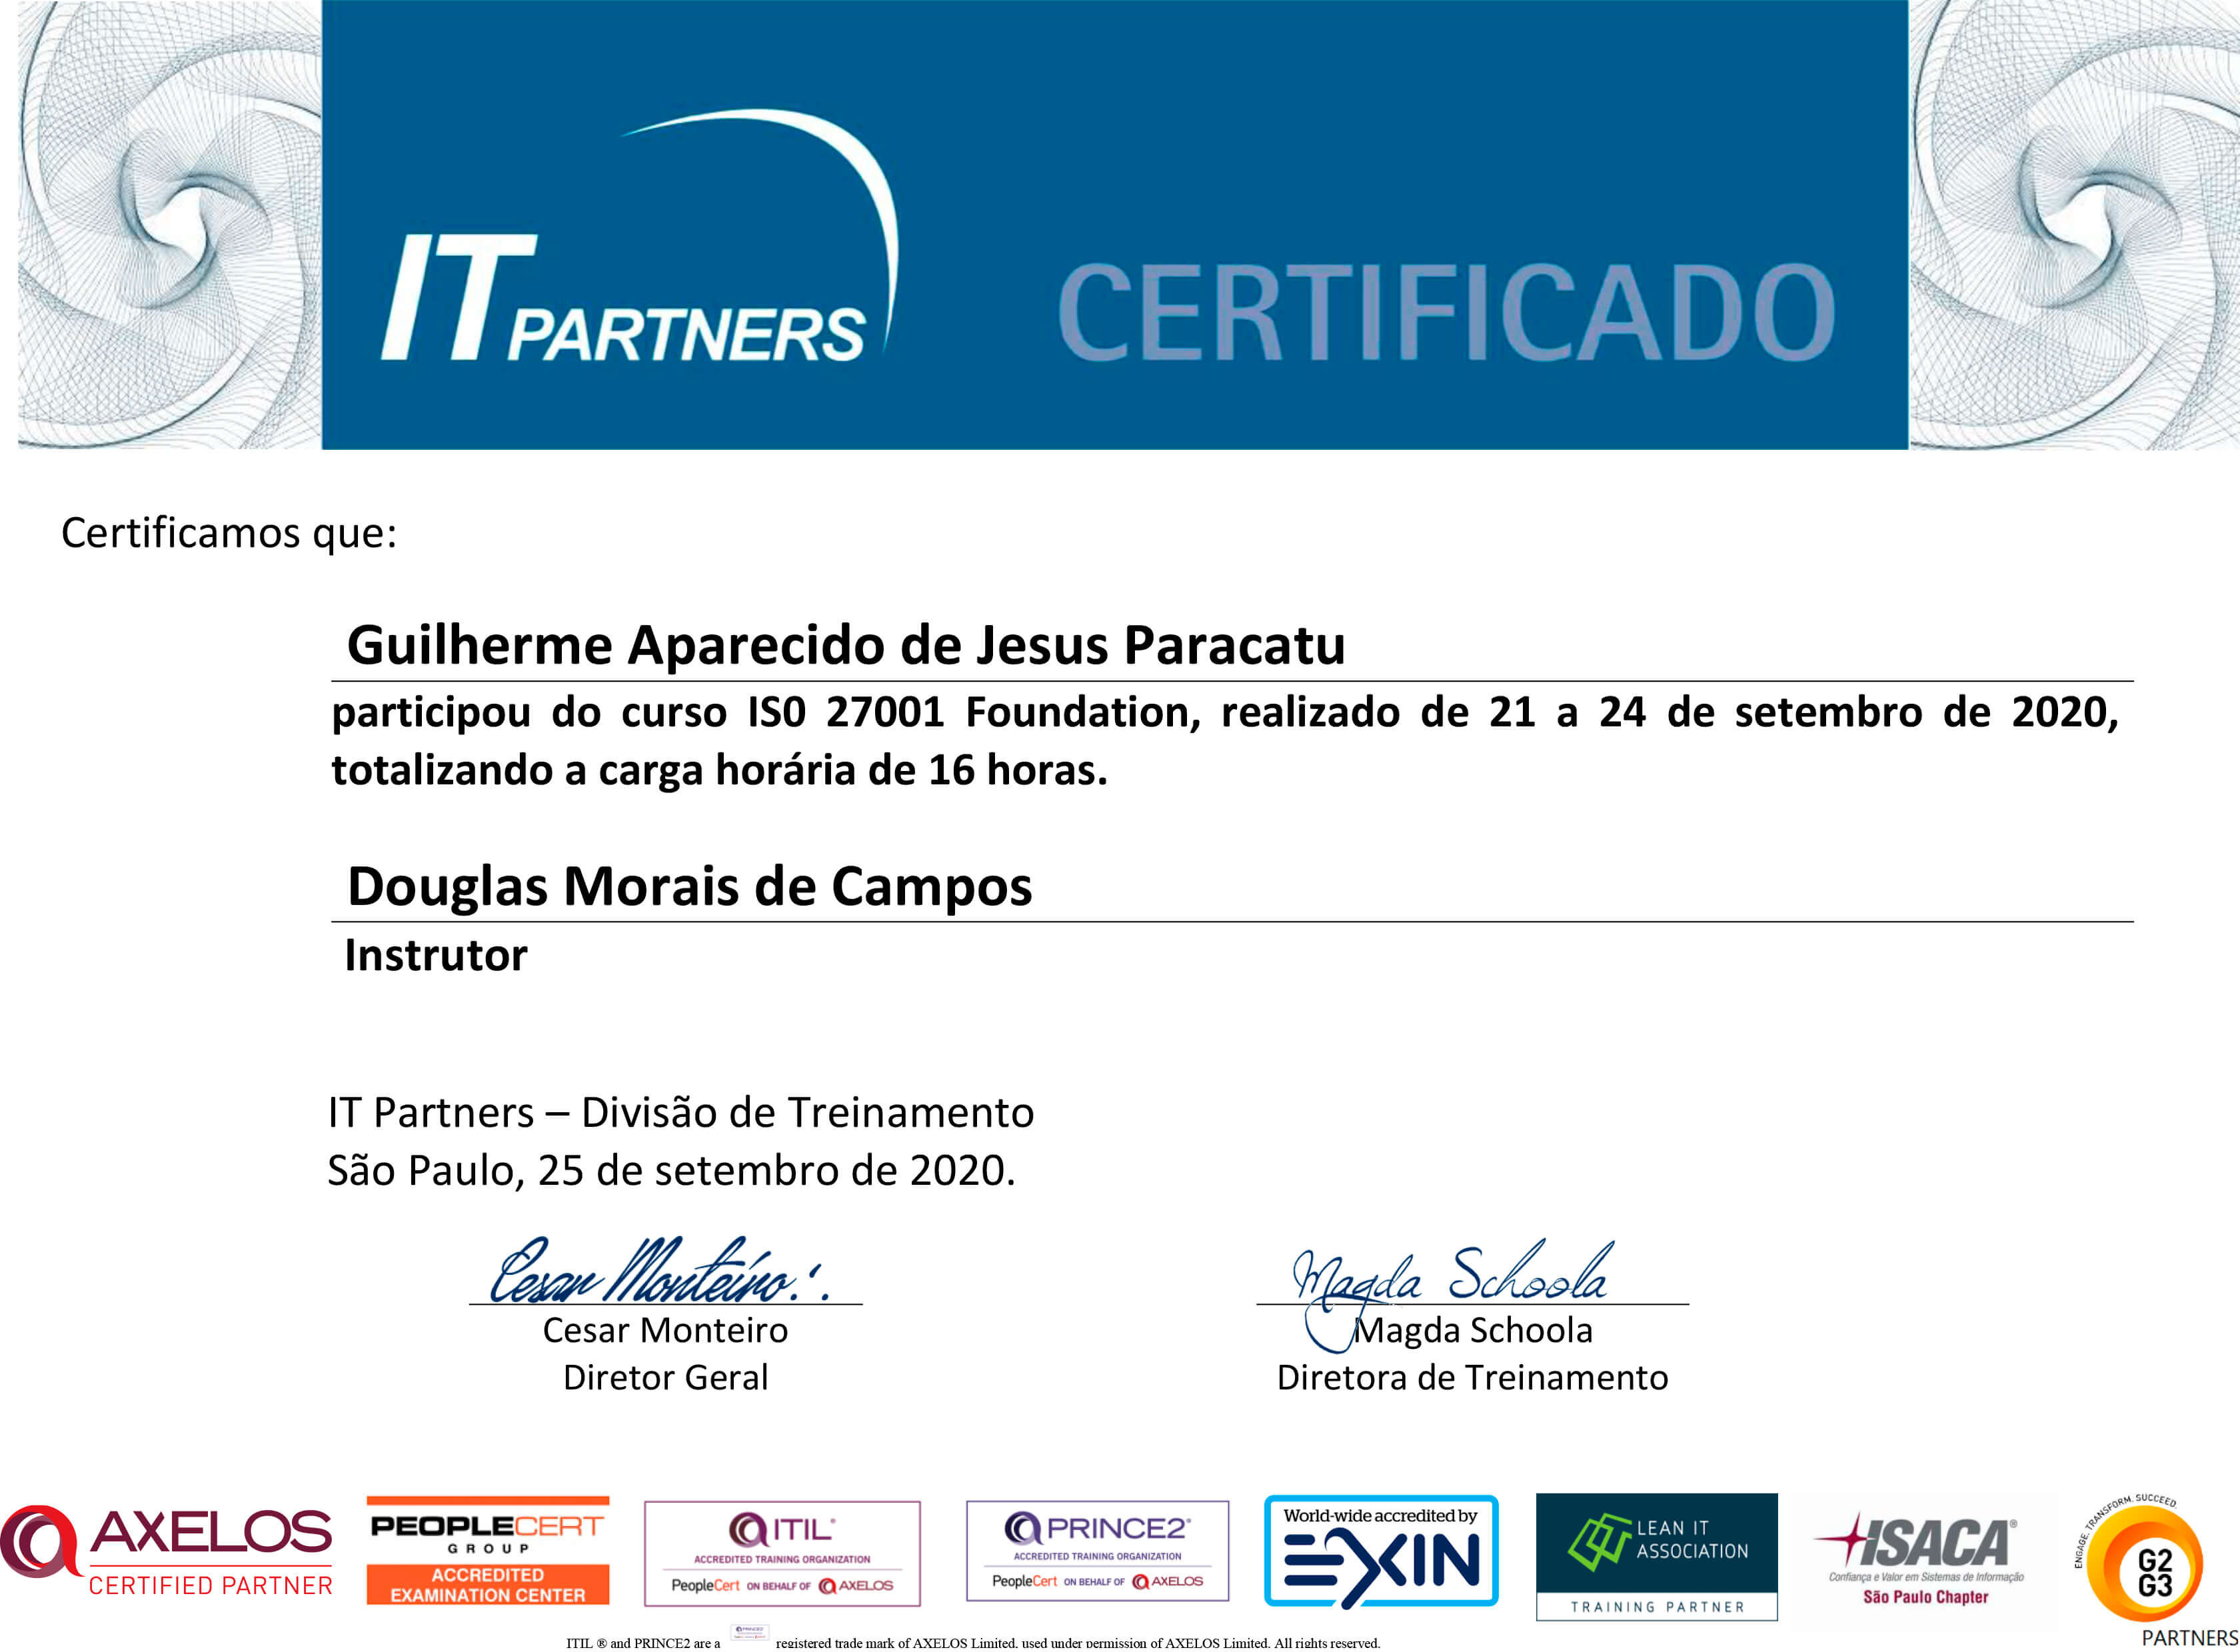 IT PARTNERS
CERTIFICADO
Certificamos que:
Guilherme Aparecido de Jesus Paracatu
participou do curso IS0 27001 Foundation, realizado de 21 a 24 de setembro de 2020,
totalizando a carga horária de 16 horas.
Douglas Morais de Campos
Instrutor
IT Partners – Divisão de Treinamento
São Paulo, 25 de setembro de 2020.
Cesar Monteiro
Magda Schoola
Cesar Monteiro
Magda Schoola
Diretor Geral
Diretora de Treinamento
AXELOS
CERTIFIED PARTNER
PEOPLECERT
GROUP
ACCREDITED
EXAMINATION CENTER
ITIL®
ACCREDITED TRAINING ORGANIZATION
PeopleCert ON BEHALF OF AXELOS
PRINCE2®
ACCREDITED TRAINING ORGANIZATION
PeopleCert ON BEHALF OF AXELOS
World-wide accredited by
EXIN
LEAN IT
ASSOCIATION
TRAINING PARTNER
ISACA®
Confiança e Valor em Sistemas de Informação
São Paulo Chapter
ENGAGE. TRANSFORM. SUCCEED.
G2
G3
PARTNERS
ITIL ® and PRINCE2 are a registered trade mark of AXELOS Limited, used under permission of AXELOS Limited. All rights reserved.